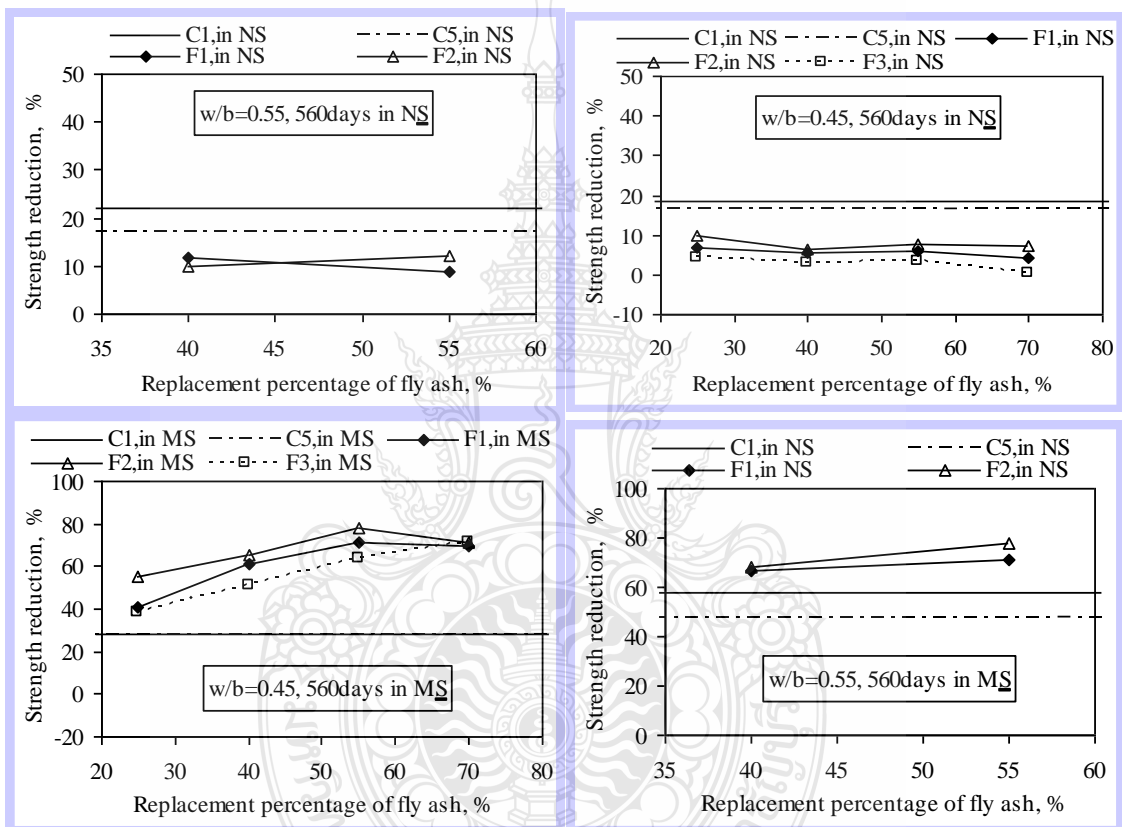 C1,in NS C5,in NS
F1,in NS F2,in NS
50
40
30
20
10
0
w/b=0.55, 560days in NS
Strength reduction, %
35 40 45 50 55 60
Replacement percentage of fly ash, %
C1,in NS C5,in NS F1,in NS
F2,in NS F3,in NS
50
40
30
20
10
0
-10
w/b=0.45, 560days in NS
Strength reduction, %
20 30 40 50 60 70 80
Replacement percentage of fly ash, %
C1,in MS C5,in MS F1,in MS
F2,in MS F3,in MS
100
80
60
40
20
0
-20
w/b=0.45, 560days in MS
Strength reduction, %
20 30 40 50 60 70 80
Replacement percentage of fly ash, %
C1,in NS C5,in NS
F1,in NS F2,in NS
100
80
60
40
20
0
w/b=0.55, 560days in MS
Strength reduction, %
35 40 45 50 55 60
Replacement percentage of fly ash, %